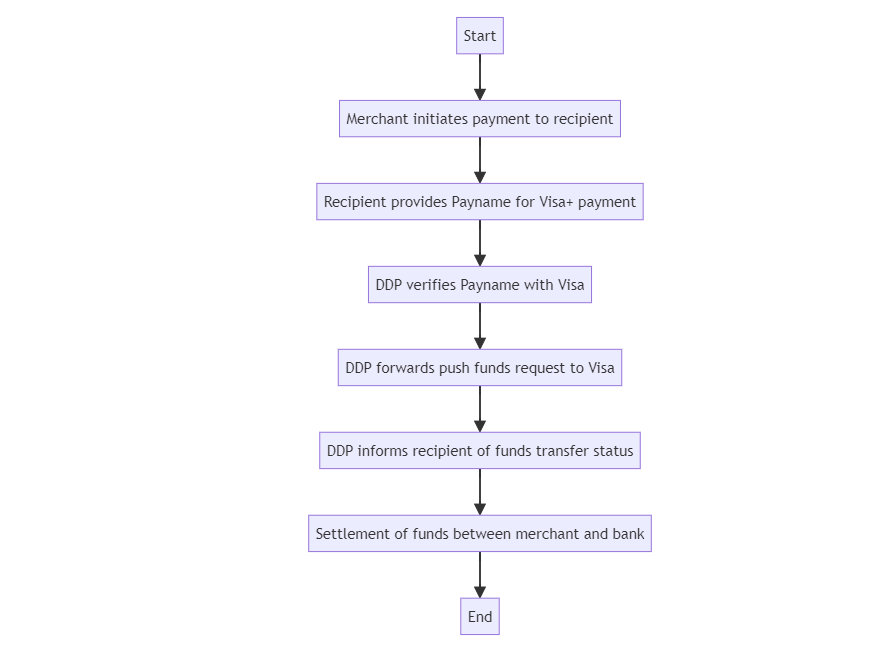 Start
Merchant initiates payment to recipient
Recipient provides Payname for Visa+ payment
DDP verifies Payname with Visa
DDP forwards push funds request to Visa
DDP informs recipient of funds transfer status
Settlement of funds between merchant and bank
End